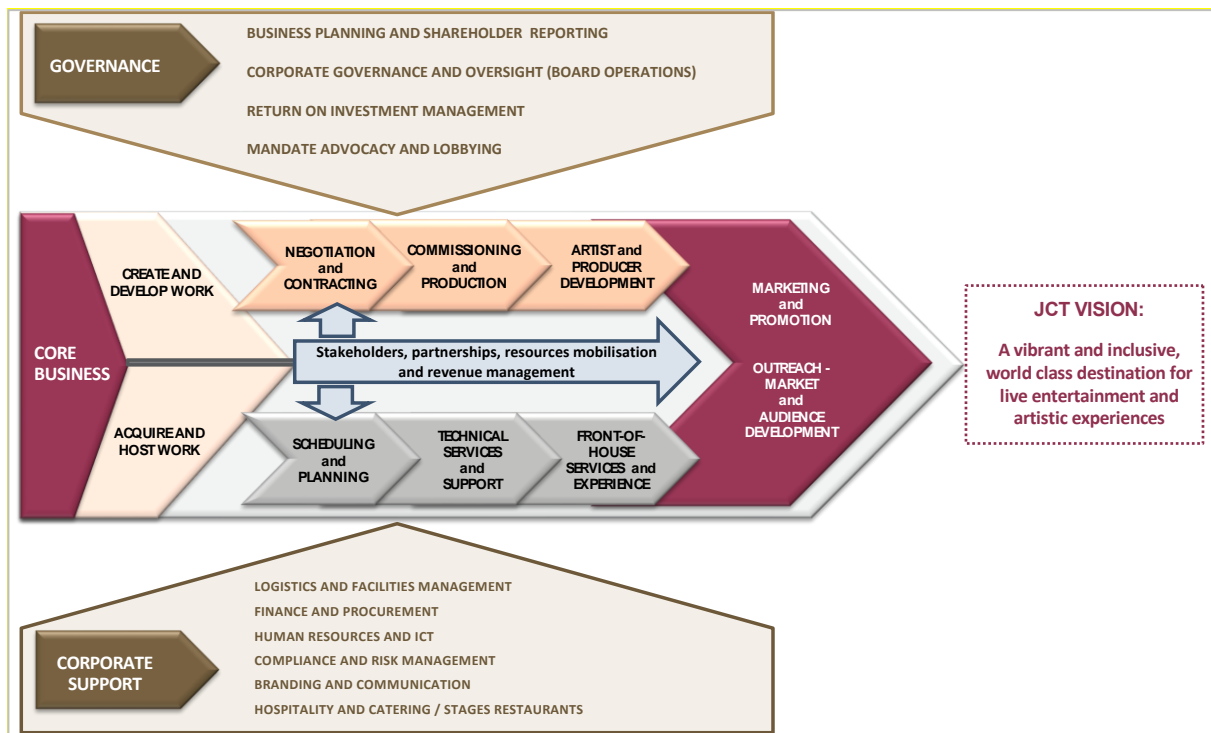 GOVERNANCE
BUSINESS PLANNING AND SHAREHOLDER REPORTING
CORPORATE GOVERNANCE AND OVERSIGHT (BOARD OPERATIONS)
RETURN ON INVESTMENT MANAGEMENT
MANDATE ADVOCACY AND LOBBYING
CORE
BUSINESS
CREATE AND
DEVELOP WORK
ACQUIRE AND
HOST WORK
NEGOTIATION
and
CONTRACTING
COMMISSIONING
and
PRODUCTION
ARTIST and
PRODUCER
DEVELOPMENT
Stakeholders, partnerships, resources mobilisation
and revenue management
SCHEDULING
and
PLANNING
TECHNICAL
SERVICES
and
SUPPORT
FRONT-OF-
HOUSE
SERVICES and
EXPERIENCE
MARKETING
and
PROMOTION
OUTREACH -
MARKET
and
AUDIENCE
DEVELOPMENT
JCT VISION:
A vibrant and inclusive,
world class destination for
live entertainment and
artistic experiences
CORPORATE
SUPPORT
LOGISTICS AND FACILITIES MANAGEMENT
FINANCE AND PROCUREMENT
HUMAN RESOURCES AND ICT
COMPLIANCE AND RISK MANAGEMENT
BRANDING AND COMMUNICATION
HOSPITALITY AND CATERING / STAGES RESTAURANTS